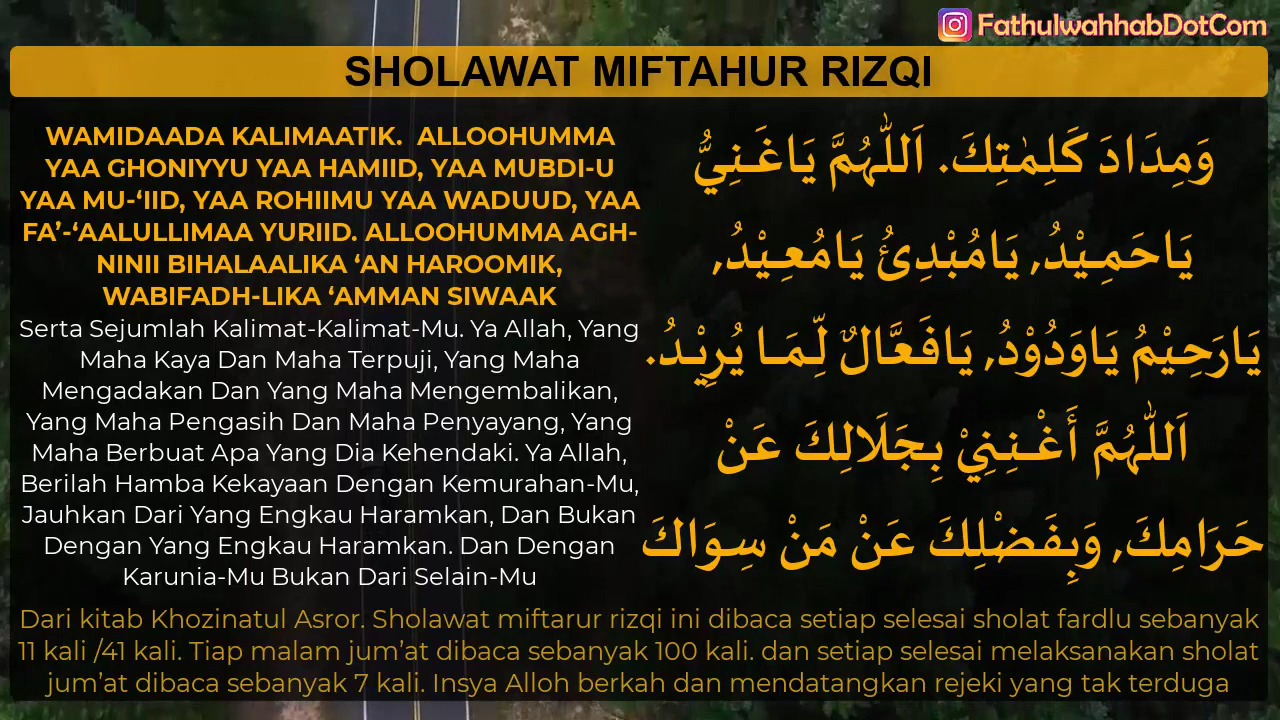 FathulwahhabDotCom
SHOLAWAT MIFTAHUR RIZQI
WAMIDAADA KALIMAATIK.  ALLOOHUMMA
YAA GHONIYYU YAA HAMIID, YAA MUBDI-U
YAA MU-‘IID, YAA ROHIIMU YAA WADUUD, YAA
FA’-‘AALULLIMAA YURIID. ALLOOHUMMA AGH-
NINII BIHALAALIKA ‘AN HAROOMIK,
WABIFADH-LIKA ‘AMMAN SIWAAK
Serta Sejumlah Kalimat-Kalimat-Mu. Ya Allah, Yang
Maha Kaya Dan Maha Terpuji, Yang Maha
Mengadakan Dan Yang Maha Mengembalikan,
Yang Maha Pengasih Dan Maha Penyayang, Yang
Maha Berbuat Apa Yang Dia Kehendaki. Ya Allah,
Berilah Hamba Kekayaan Dengan Kemurahan-Mu,
Jauhkan Dari Yang Engkau Haramkan, Dan Bukan
Dengan Yang Engkau Haramkan. Dan Dengan
Karunia-Mu Bukan Dari Selain-Mu
وَمِدَادَ كَلِمٰتِكَ. اَللّٰهُمَّ يَاغَنِيُّ
يَاحَمِيْدُ, يَامُبْدِئُ يَامُعِيْدُ,
يَارَحِيْمُ يَاوَدُوْدُ, يَافَعَّالٌ لِّمَا يُرِيْدُ.
اَللّٰهُمَّ أَغْنِنِيْ بِجَلَالِكَ عَنْ
حَرَامِكَ, وَبِفَضْلِكَ عَنْ مَنْ سِوَاكَ
Dari kitab Khozinatul Asror. Sholawat miftarur rizqi ini dibaca setiap selesai sholat fardlu sebanyak
11 kali /41 kali. Tiap malam jum’at dibaca sebanyak 100 kali. dan setiap selesai melaksanakan sholat
jum’at dibaca sebanyak 7 kali. Insya Alloh berkah dan mendatangkan rejeki yang tak terduga